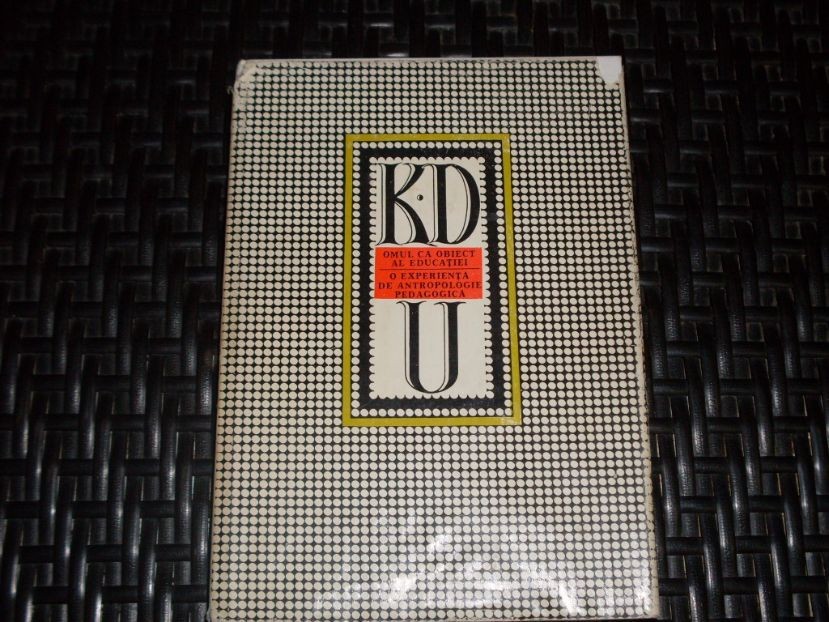 K·D
OMUL CA OBIECT
AL EDUCAȚIEI
O EXPERIENȚĂ
DE ANTROPOLOGIE
PEDAGOGICĂ
U